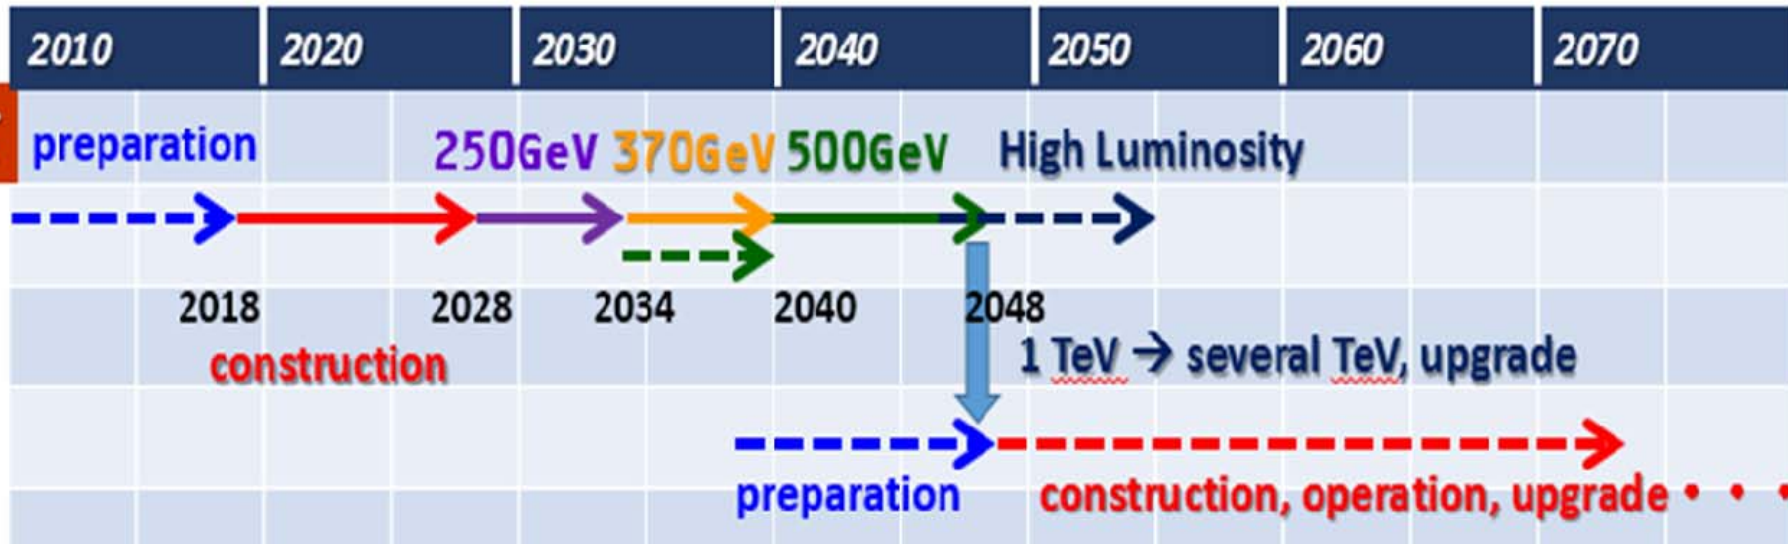 2010 2020 2030 2040 2050 2060 2070
preparation 250GeV 370GeV 500GeV High Luminosity
2018 2028 2034 2040 2048
construction
1 TeV → several TeV, upgrade
preparation construction, operation, upgrade • • •